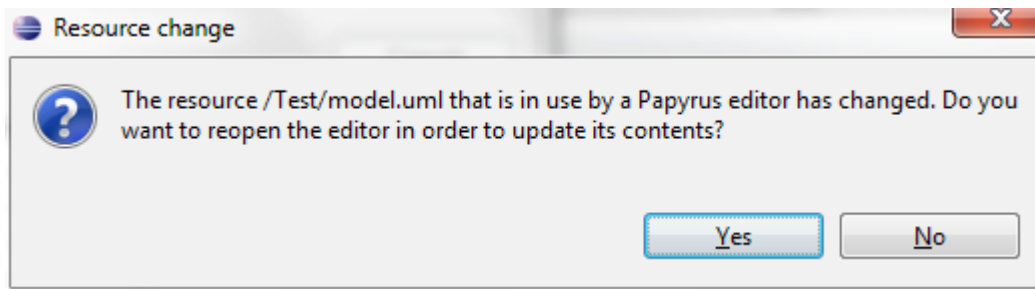 Resource change
The resource /Test/model.uml that is in use by a Papyrus editor has changed. Do you
want to reopen the editor in order to update its contents?
Yes
No